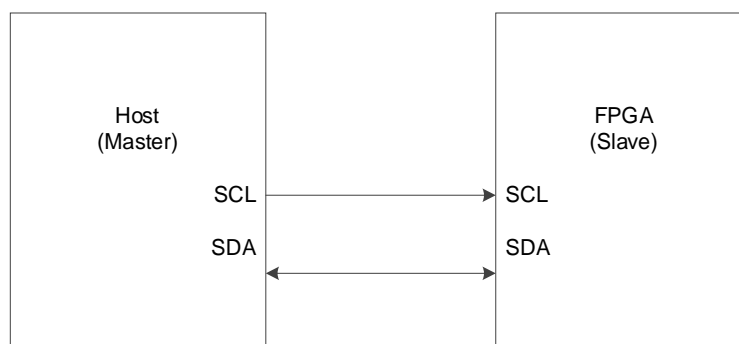 Host
(Master)
FPGA
(Slave)
SCL
SCL
SDA
SDA